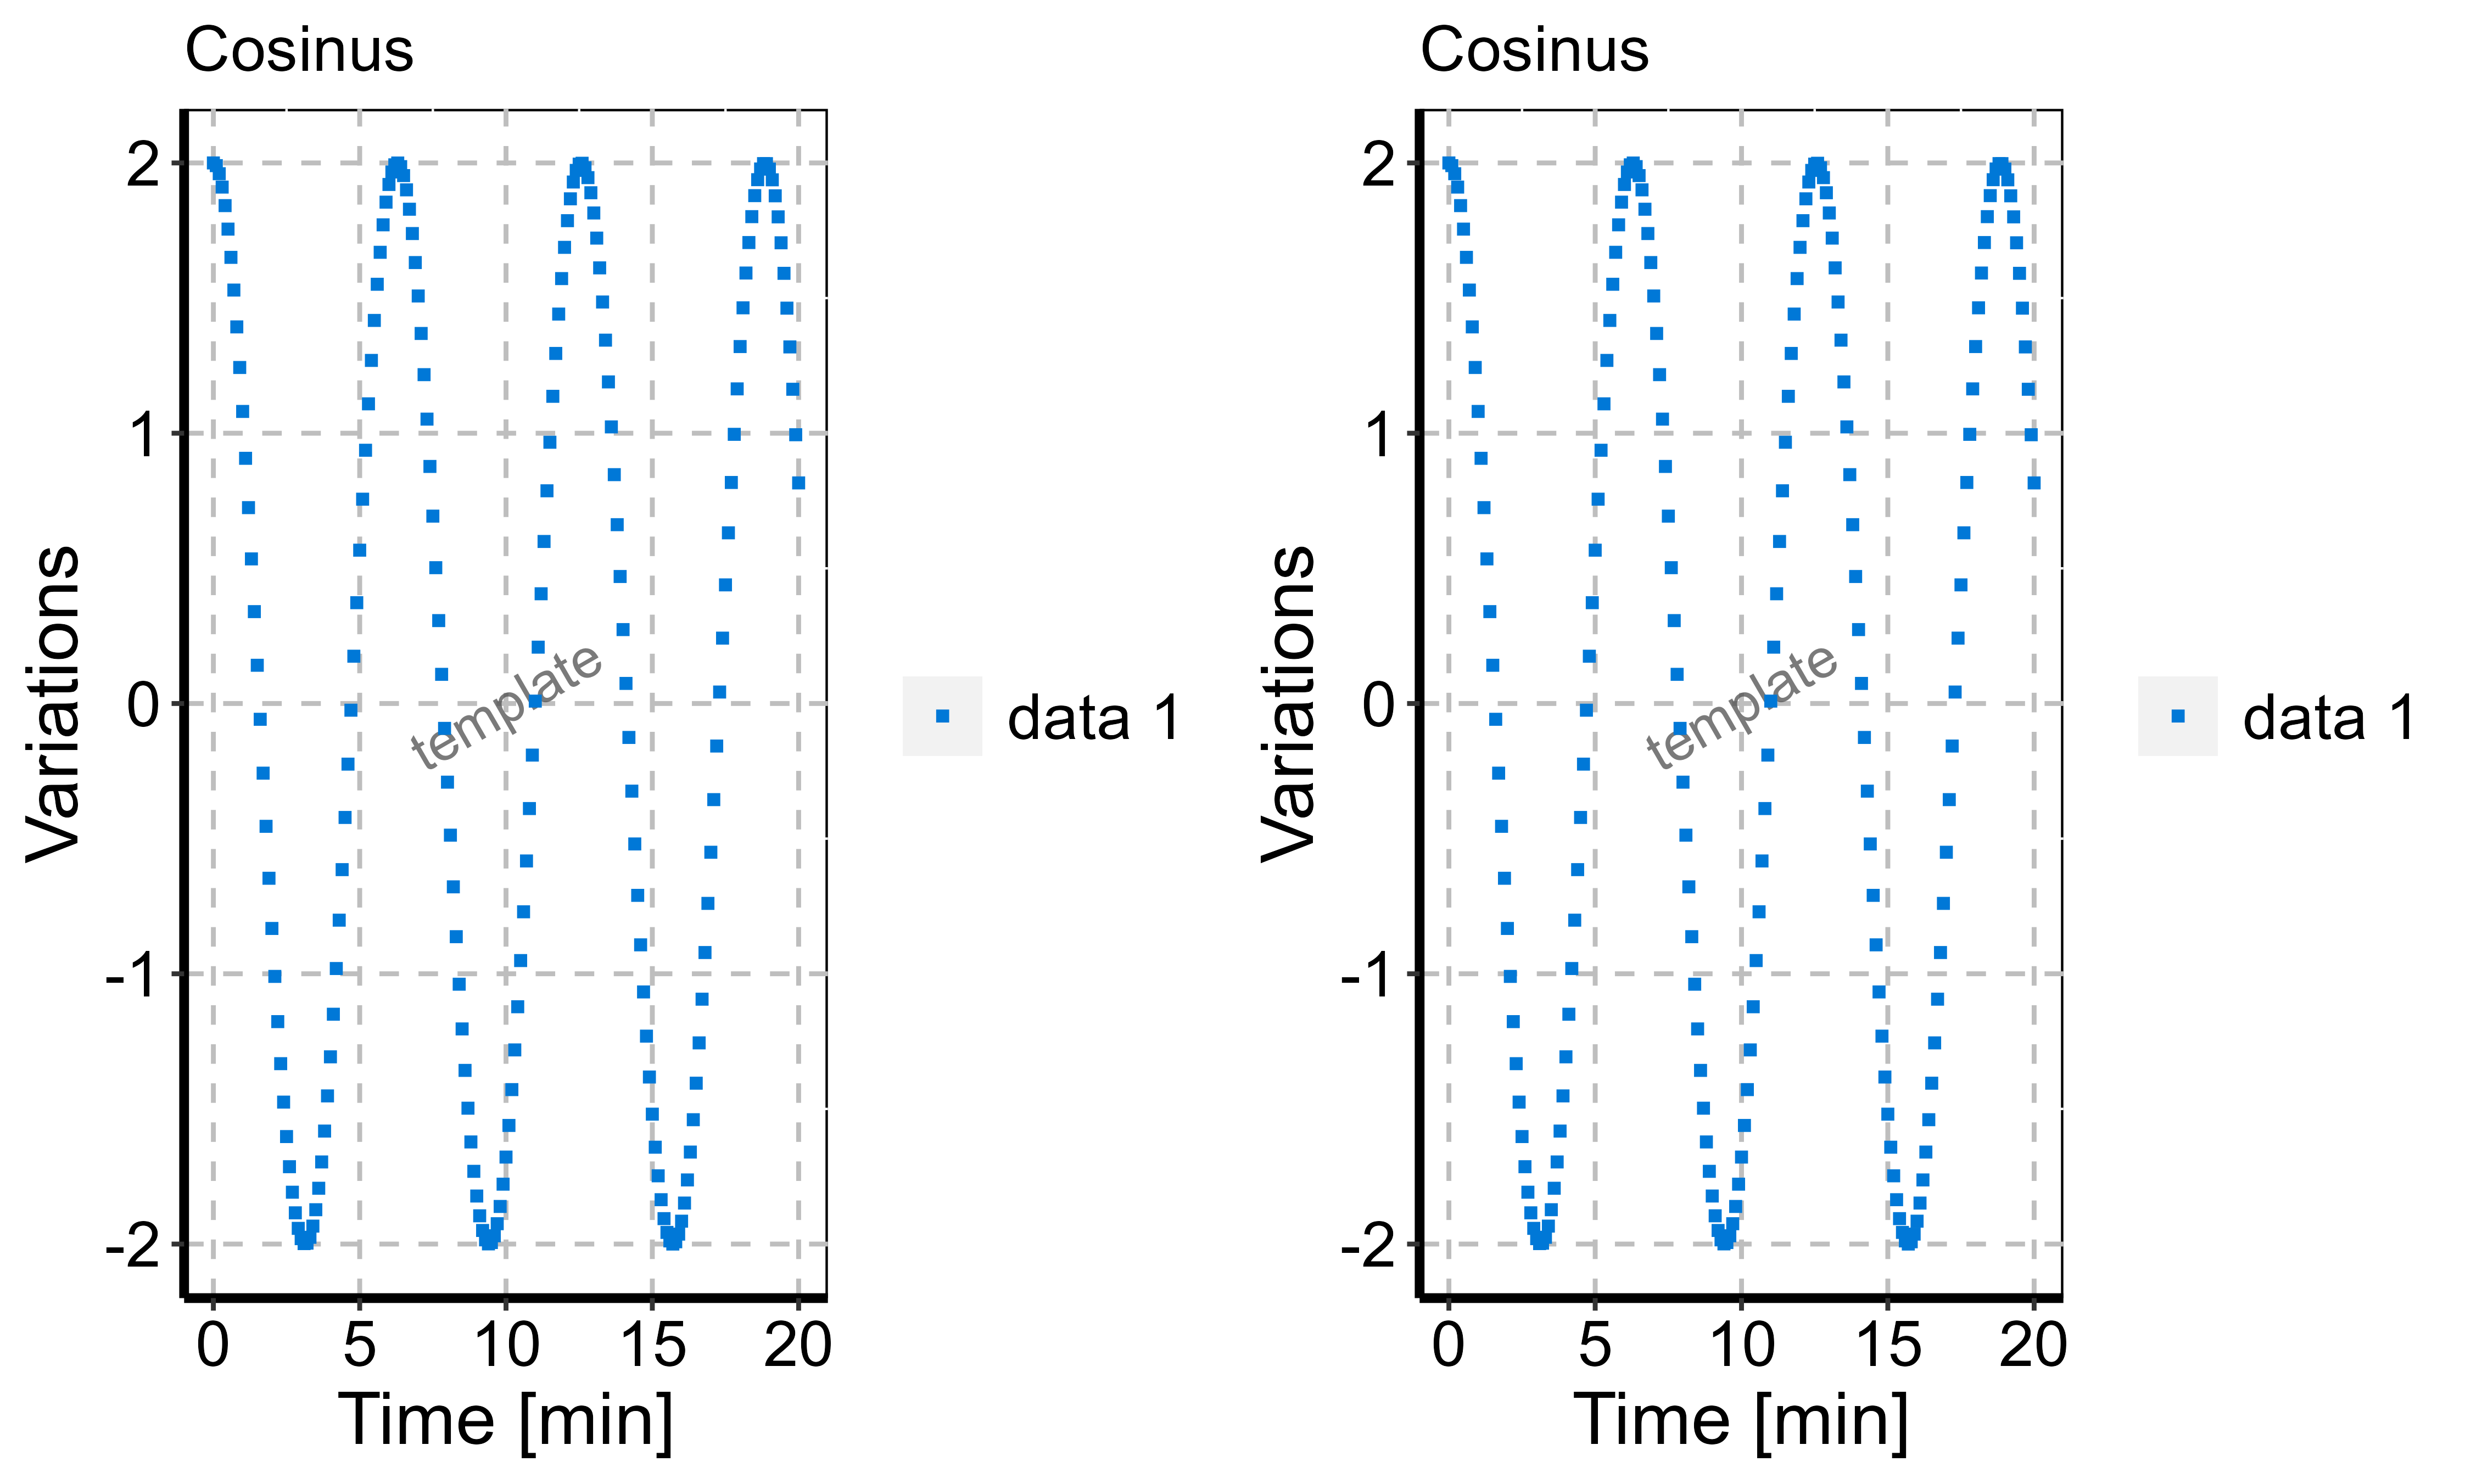 Cosinus
2
1
0
-1
-2
Variations
template
data 1
0 5 10 15 20
Time [min]
Cosinus
2
1
0
-1
-2
Variations
template
data 1
0 5 10 15 20
Time [min]